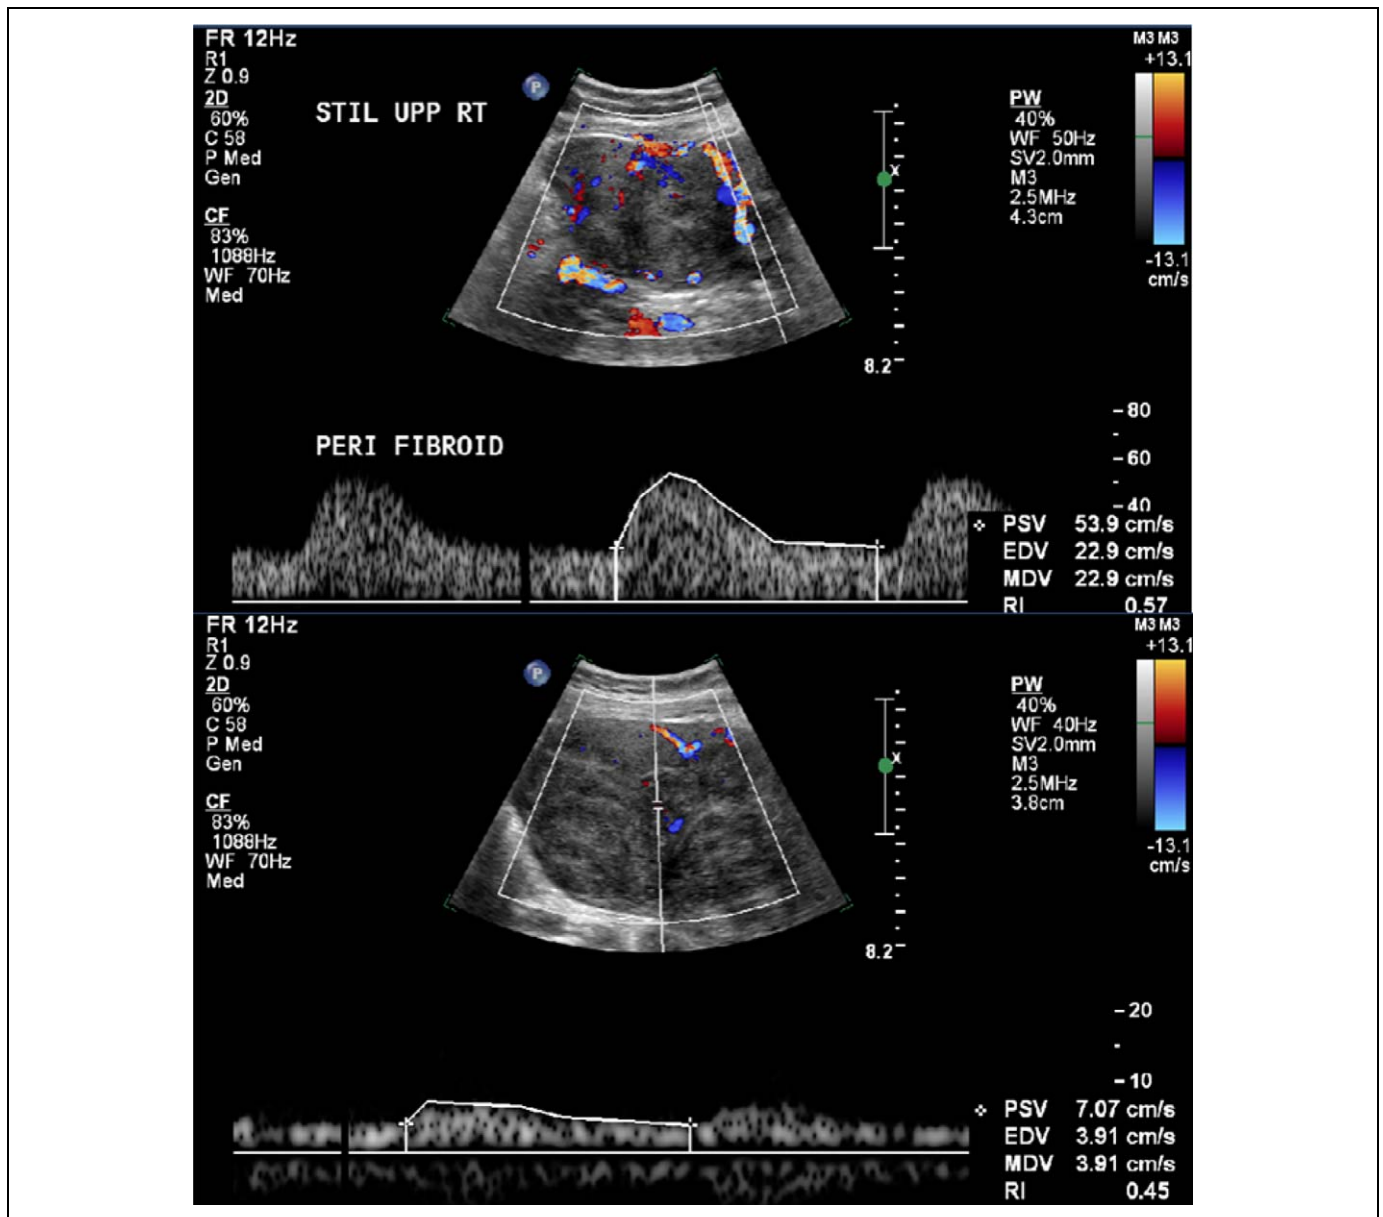 FR 12Hz
R1
Z 0.9
2D
60%
C 58
P Med
Gen
CF
83%
1088Hz
WF 70Hz
Med
STIL UPP RT
P
X
8.2
PW
40%
WF 50Hz
SV2.0mm
M3
2.5MHz
4.3cm
M3 M3
+13.1
-13.1
cm/s
PERI FIBROID
-80
-60
-40
PSV 53.9 cm/s
EDV 22.9 cm/s
MDV 22.9 cm/s
RI 0.57
FR 12Hz
R1
Z 0.9
2D
60%
C 58
P Med
Gen
CF
83%
1088Hz
WF 70Hz
Med
P
X
8.2
PW
40%
WF 40Hz
SV2.0mm
M3
2.5MHz
3.8cm
M3 M3
+13.1
-13.1
cm/s
-20
-10
PSV 7.07 cm/s
EDV 3.91 cm/s
MDV 3.91 cm/s
RI 0.45